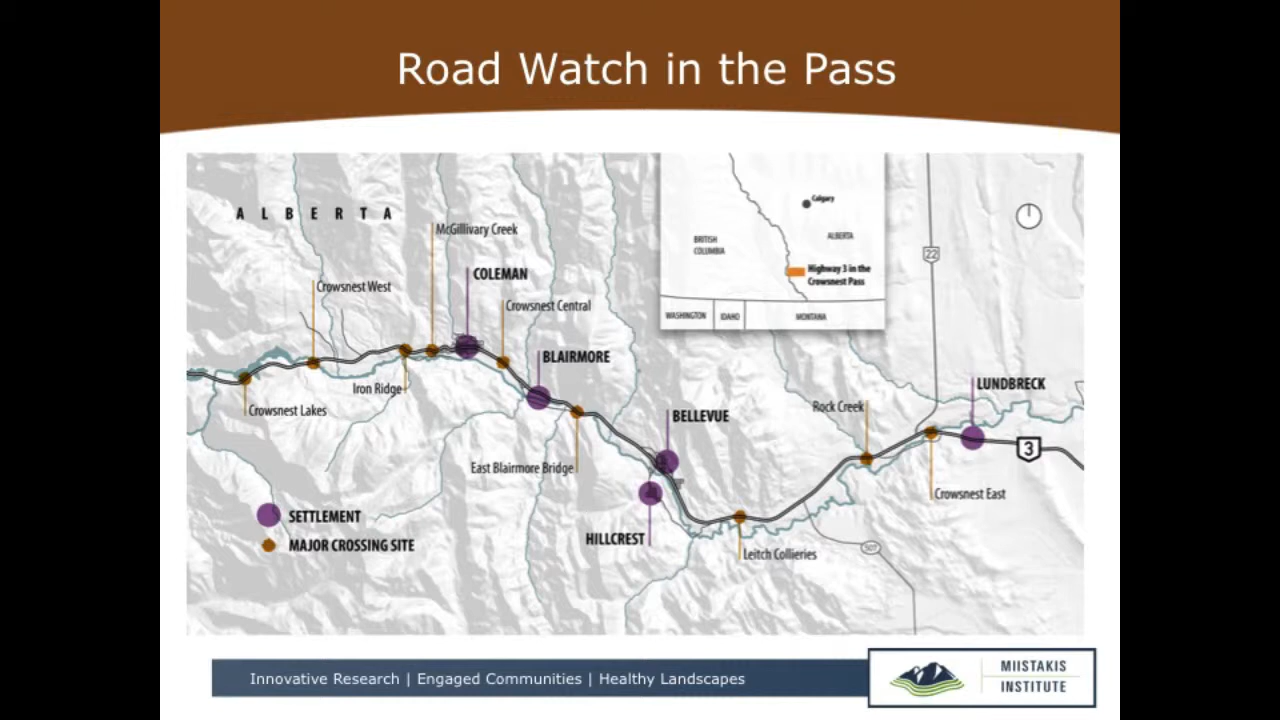 Road Watch in the Pass
ALBERTA
McGillivary Creek
COLEMAN
Crowsnest West
Crowsnest Central
BLAIRMORE
Iron Ridge
Crowsnest Lakes
BELLEVUE
East Blairmore Bridge
HILLCREST
Leitch Collieries
Rock Creek
LUNDBRECK
Crowsnest East
22
3
507
Calgary
BRITISH
COLUMBIA
ALBERTA
Highway 3 in the
Crowsnest Pass
WASHINGTON
IDAHO
MONTANA
SETTLEMENT
MAJOR CROSSING SITE
Innovative Research | Engaged Communities | Healthy Landscapes
MIISTAKIS
INSTITUTE